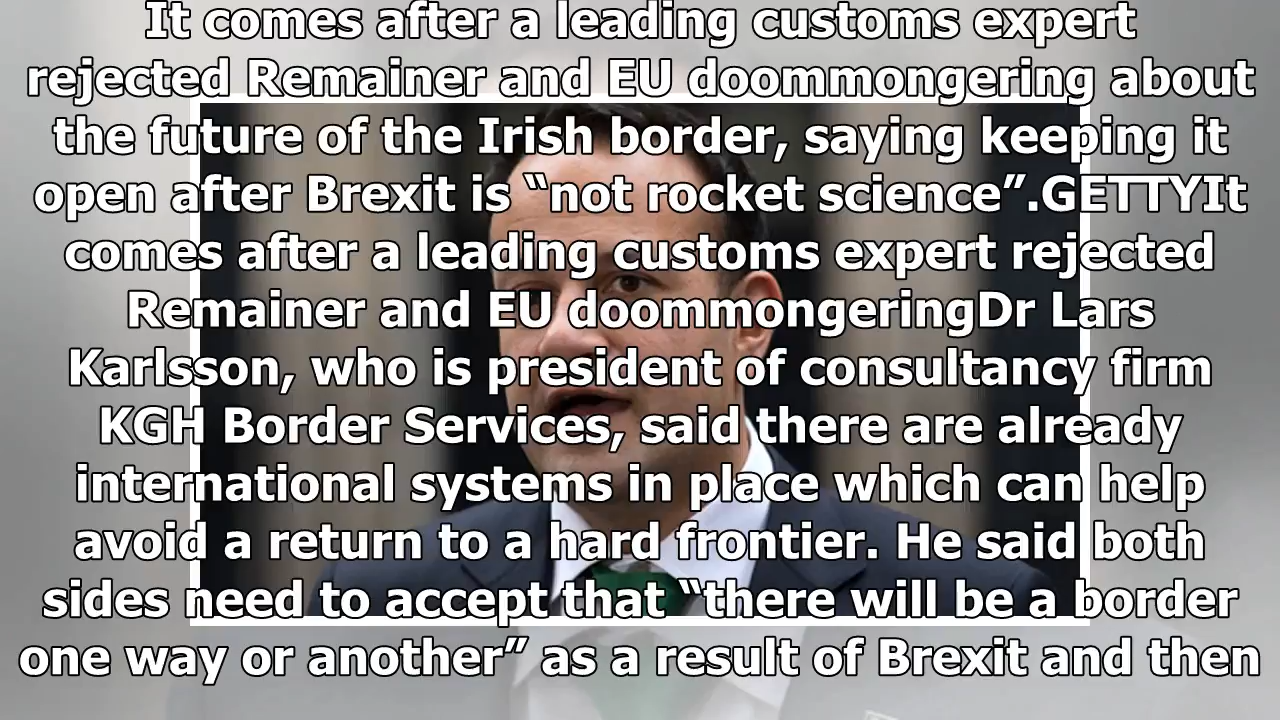 It comes after a leading customs expert
rejected Remainer and EU doommongering about
the future of the Irish border, saying keeping it
open after Brexit is “not rocket science”.GETTYIt
comes after a leading customs expert rejected
Remainer and EU doommongeringDr Lars
Karlsson, who is president of consultancy firm
KGH Border Services, said there are already
international systems in place which can help
avoid a return to a hard frontier. He said both
sides need to accept that “there will be a border
one way or another” as a result of Brexit and then